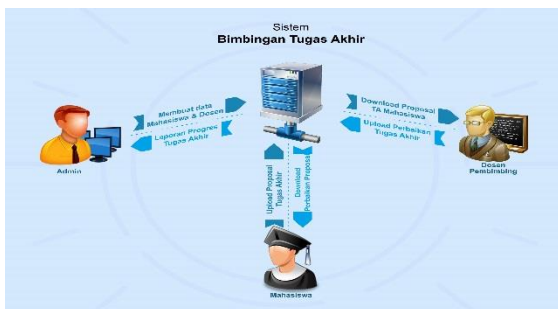 Sistem
Bimbingan Tugas Akhir
Membuat data
Mahasiswa & Dosen
Laporan Progres
Tugas Akhir
Admin
Download Proposal
TA Mahasiswa
Upload Perbaikan
Tugas Akhir
Dosen
Pembimbing
Upload Proposal
Tugas Akhir
Download
Perbaikan Proposal
Mahasiswa